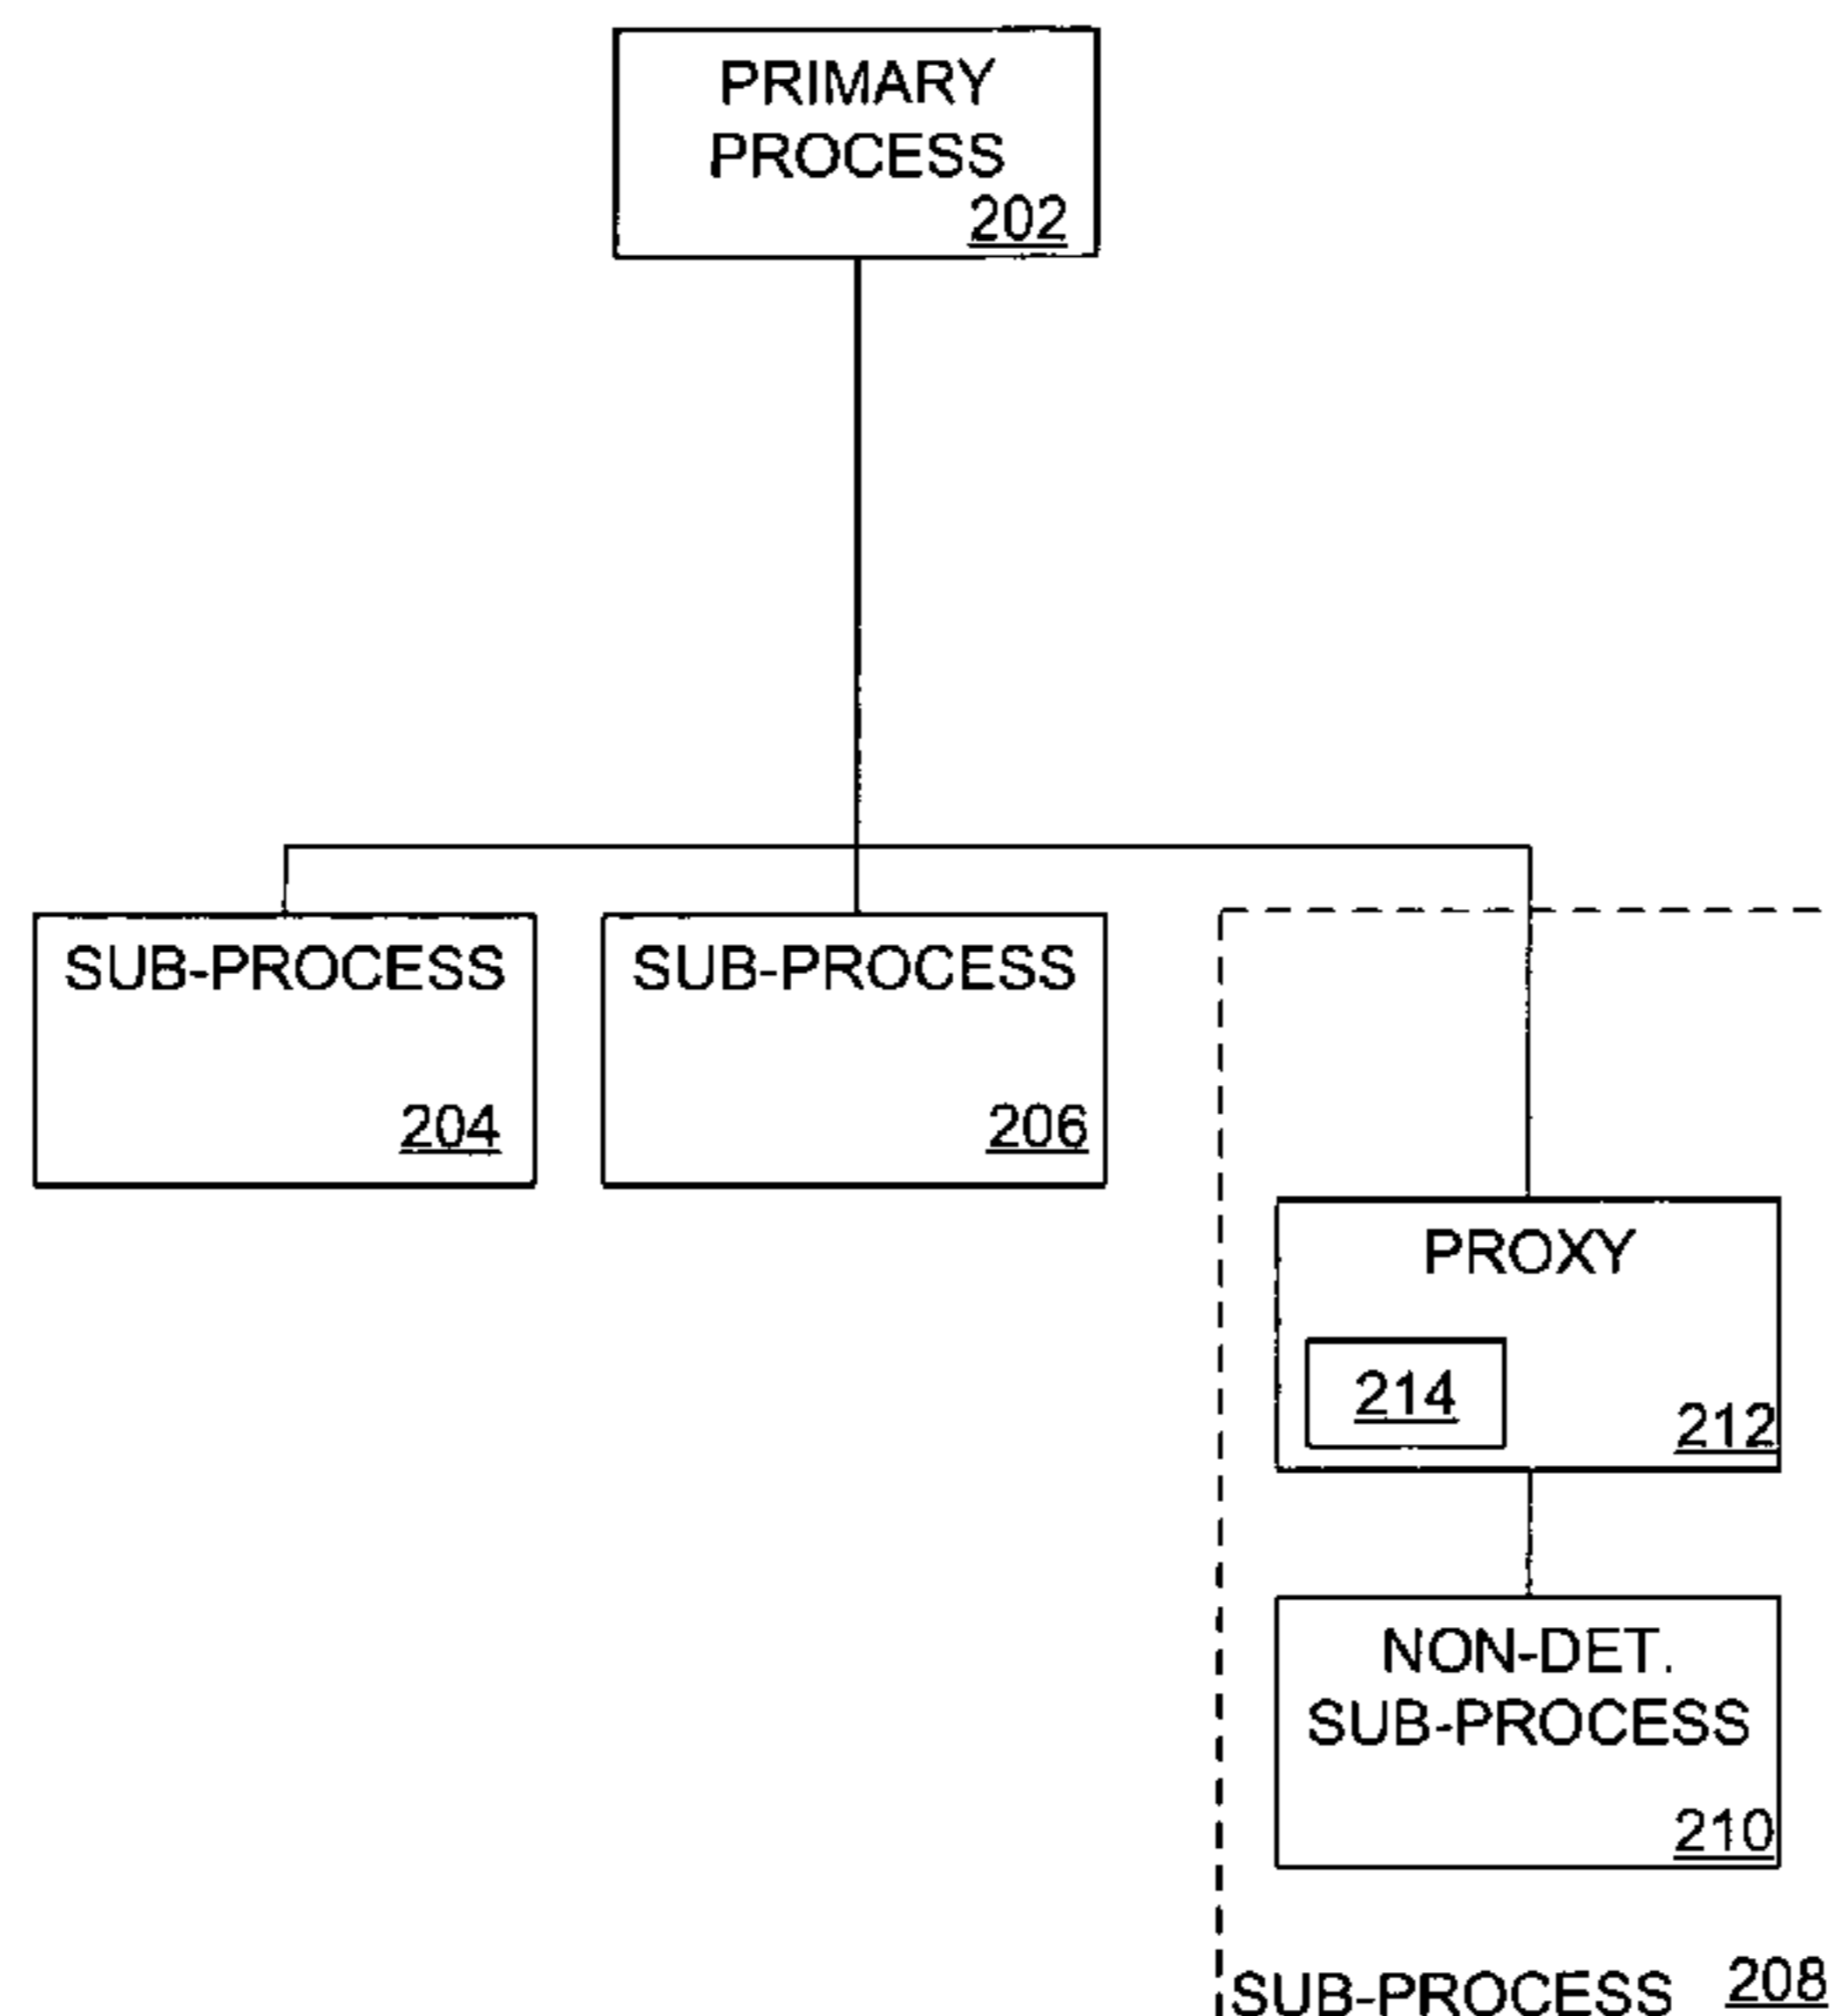 PRIMARY
PROCESS
202
SUB-PROCESS
204
SUB-PROCESS
206
PROXY
214
212
NON-DET.
SUB-PROCESS
210
SUB-PROCESS 208